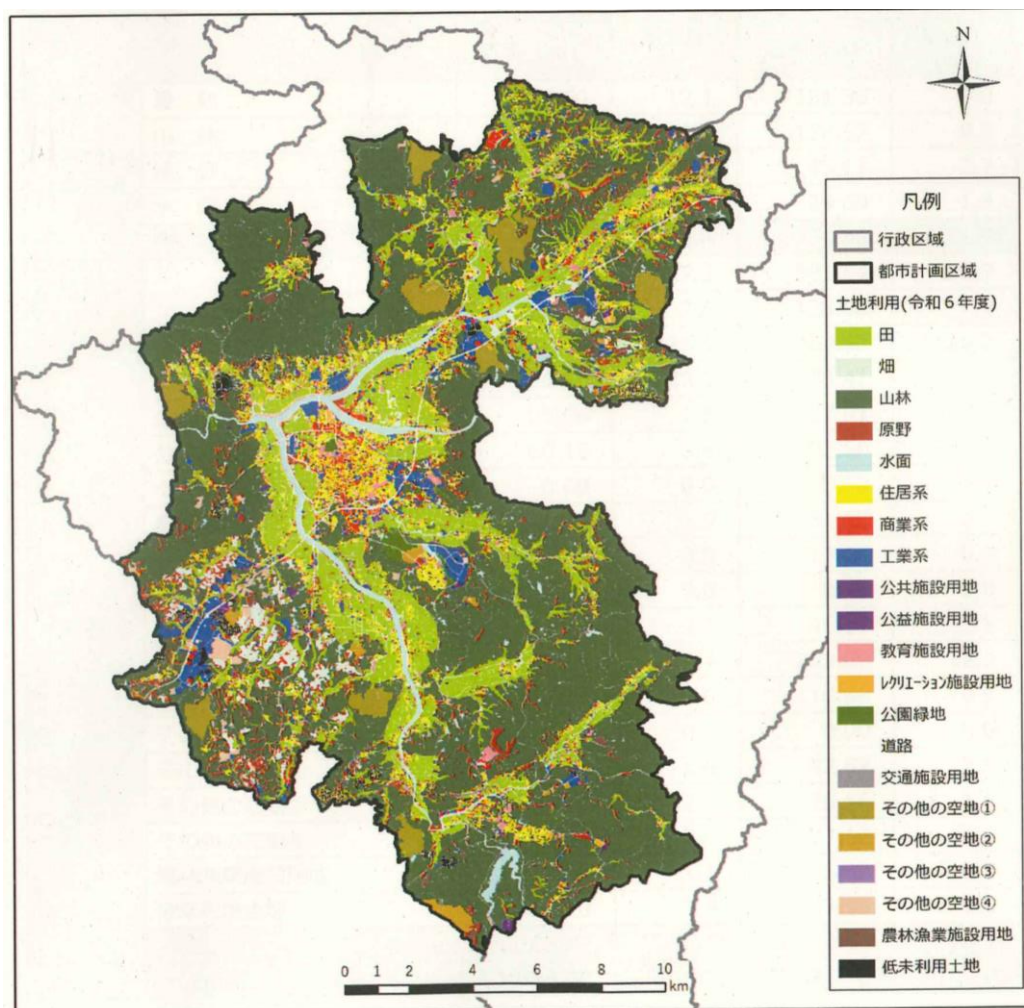 N
凡例
行政区域
都市計画区域
土地利用(令和6年度)
田
畑
山林
原野
水面
住居系
商業系
工業系
公共施設用地
公益施設用地
教育施設用地
ﾚｸﾘｴｰｼｮﾝ施設用地
公園緑地
道路
交通施設用地
その他の空地①
その他の空地②
その他の空地③
その他の空地④
農林漁業施設用地
低未利用土地
0 1 2 4 6 8 10
km